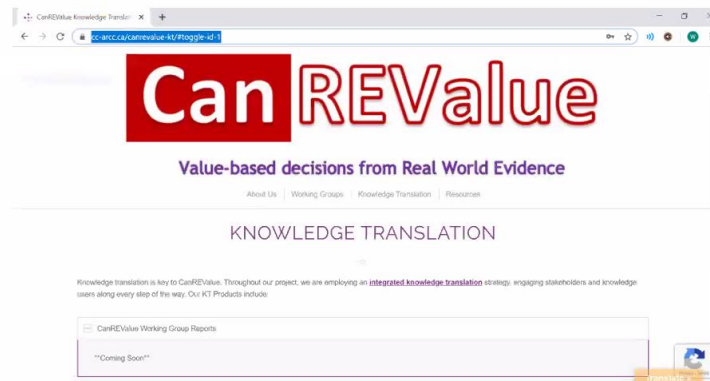 CanREValue Knowledge Translat
cc-arcc.ca/canrevalue-kt/#toggle-id-1
Can REValue
Value-based decisions from Real World Evidence
About Us Working Groups Knowledge Translation Resources
KNOWLEDGE TRANSLATION
Knowledge translation is key to CanREValue. Throughout our project, we are employing an integrated knowledge translation strategy, engaging stakeholders and knowledge
users along every step of the way. Our KT Products include:
CanREValue Working Group Reports
**Coming Soon**